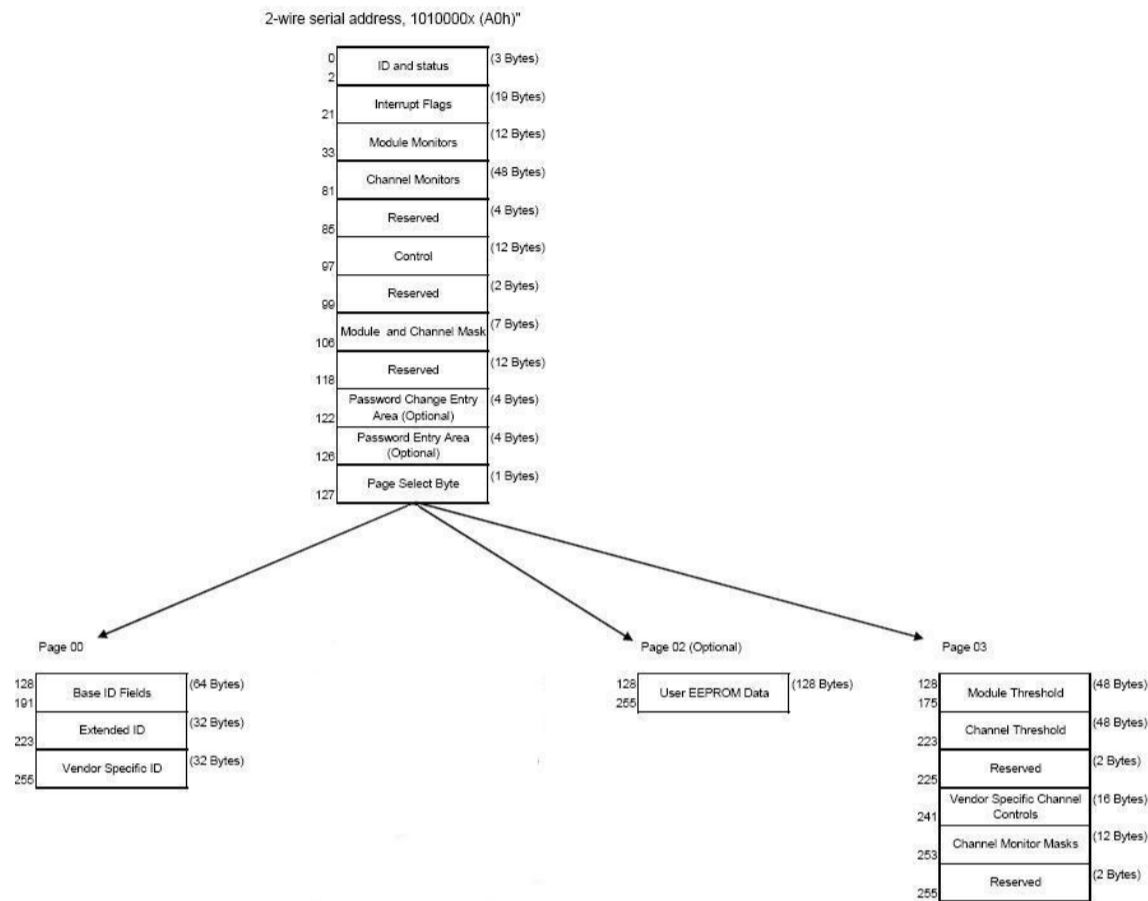 2-wire serial address, 1010000x (A0h)"
0
2
ID and status
(3 Bytes)
21
Interrupt Flags
(19 Bytes)
33
Module Monitors
(12 Bytes)
81
Channel Monitors
(48 Bytes)
85
Reserved
(4 Bytes)
97
Control
(12 Bytes)
99
Reserved
(2 Bytes)
106
Module and Channel Mask
(7 Bytes)
118
Reserved
(12 Bytes)
122
Password Change Entry
Area (Optional)
(4 Bytes)
126
Password Entry Area
(Optional)
(4 Bytes)
127
Page Select Byte
(1 Bytes)
Page 00
128
191
Base ID Fields
(64 Bytes)
223
Extended ID
(32 Bytes)
255
Vendor Specific ID
(32 Bytes)
Page 02 (Optional)
128
255
User EEPROM Data
(128 Bytes)
Page 03
128
175
Module Threshold
(48 Bytes)
223
Channel Threshold
(48 Bytes)
225
Reserved
(2 Bytes)
241
Vendor Specific Channel
Controls
(16 Bytes)
253
Channel Monitor Masks
(12 Bytes)
255
Reserved
(2 Bytes)